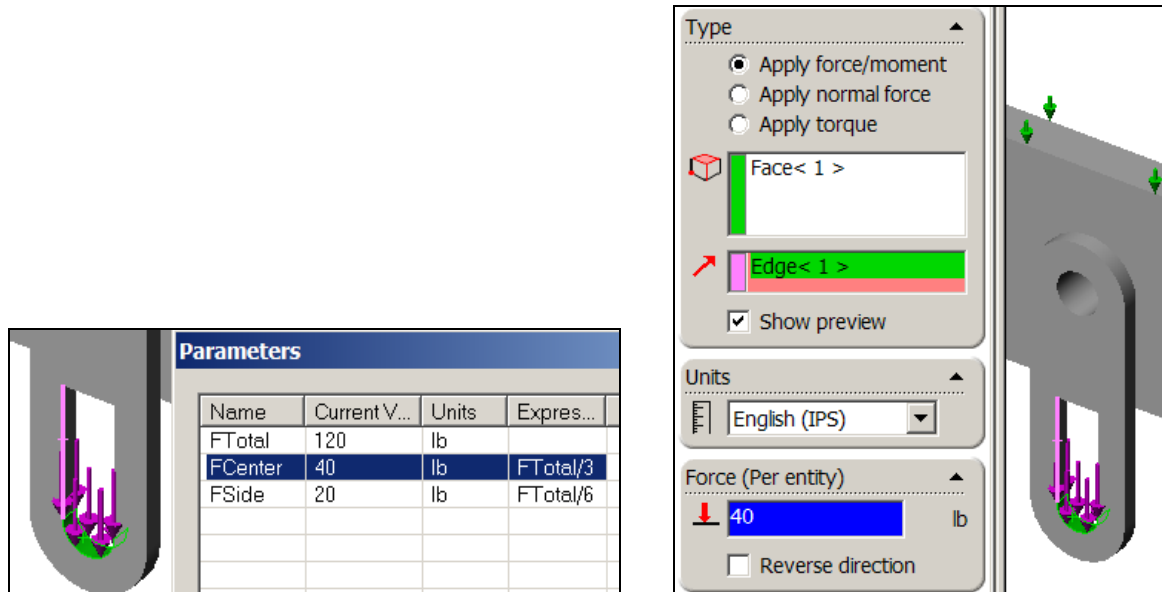 Parameters
Name Current V... Units Expres...
FTotal 120 lb
FCenter 40 lb FTotal/3
FSide 20 lb FTotal/6
Type
Apply force/moment
Apply normal force
Apply torque
Face< 1 >
Edge< 1 >
Show preview
Units
English (IPS)
Force (Per entity)
40 lb
Reverse direction